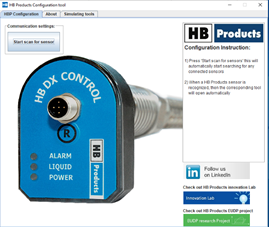 HB Products Configuration tool
HBP Configuration About Simulating tools
Communication settings:
Start scan for sensor
HB DX CONTROL
R
ALARM
LIQUID
POWER
HB
Products
HB Products
Configuration Instruction:
1) Press 'Start scan for sensors' this will
automatically start searching for any
connected sensors.
2) When a HB Products sensor is
recognized, then the corresponding tool
will open automatically
in Follow us
on LinkedIn
Check out HB Products Innovation Lab
Innovation Lab
Check out HB Products EUDP project
EUDP research Project